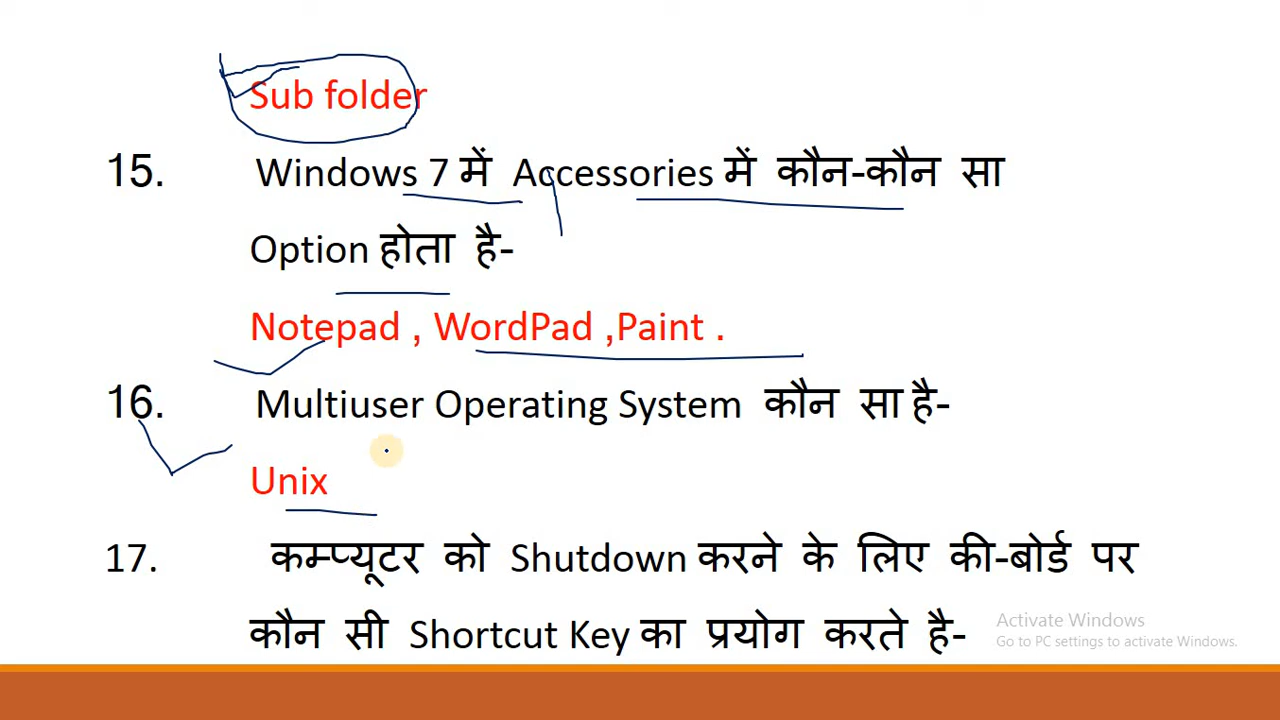 Sub folder
15. Windows 7 में Accessories में कौन-कौन सा
Option होता है-
Notepad , WordPad ,Paint .
16. Multiuser Operating System कौन सा है-
Unix
17. कम्प्यूटर को Shutdown करने के लिए की-बोर्ड पर
कौन सी Shortcut Key का प्रयोग करते है-
Activate Windows
Go to PC settings to activate Windows.